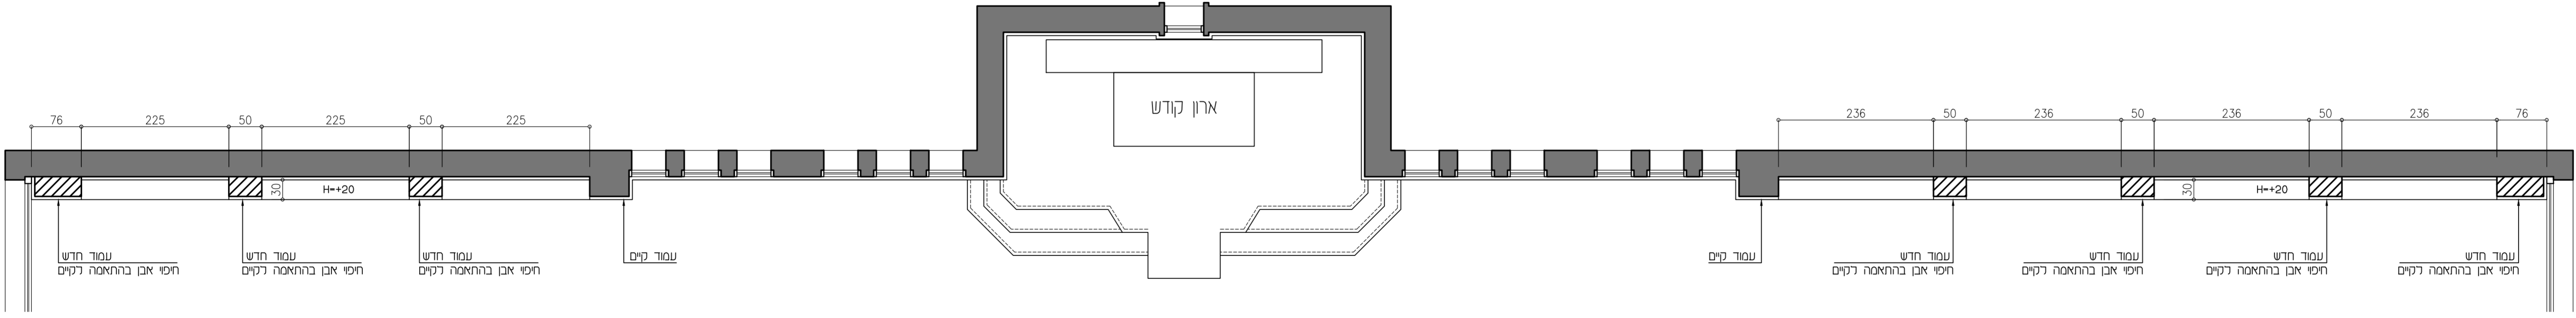 ארון קודש
76 225 50 225 50 225
236 50 236 50 236 50 236 76
30
H=+20
30
H=+20
עמוד חדש
חיפוי אבן בהתאמה לקיים
עמוד חדש
חיפוי אבן בהתאמה לקיים
עמוד חדש
חיפוי אבן בהתאמה לקיים
עמוד קיים
עמוד קיים
עמוד חדש
חיפוי אבן בהתאמה לקיים
עמוד חדש
חיפוי אבן בהתאמה לקיים
עמוד חדש
חיפוי אבן בהתאמה לקיים
עמוד חדש
חיפוי אבן בהתאמה לקיים